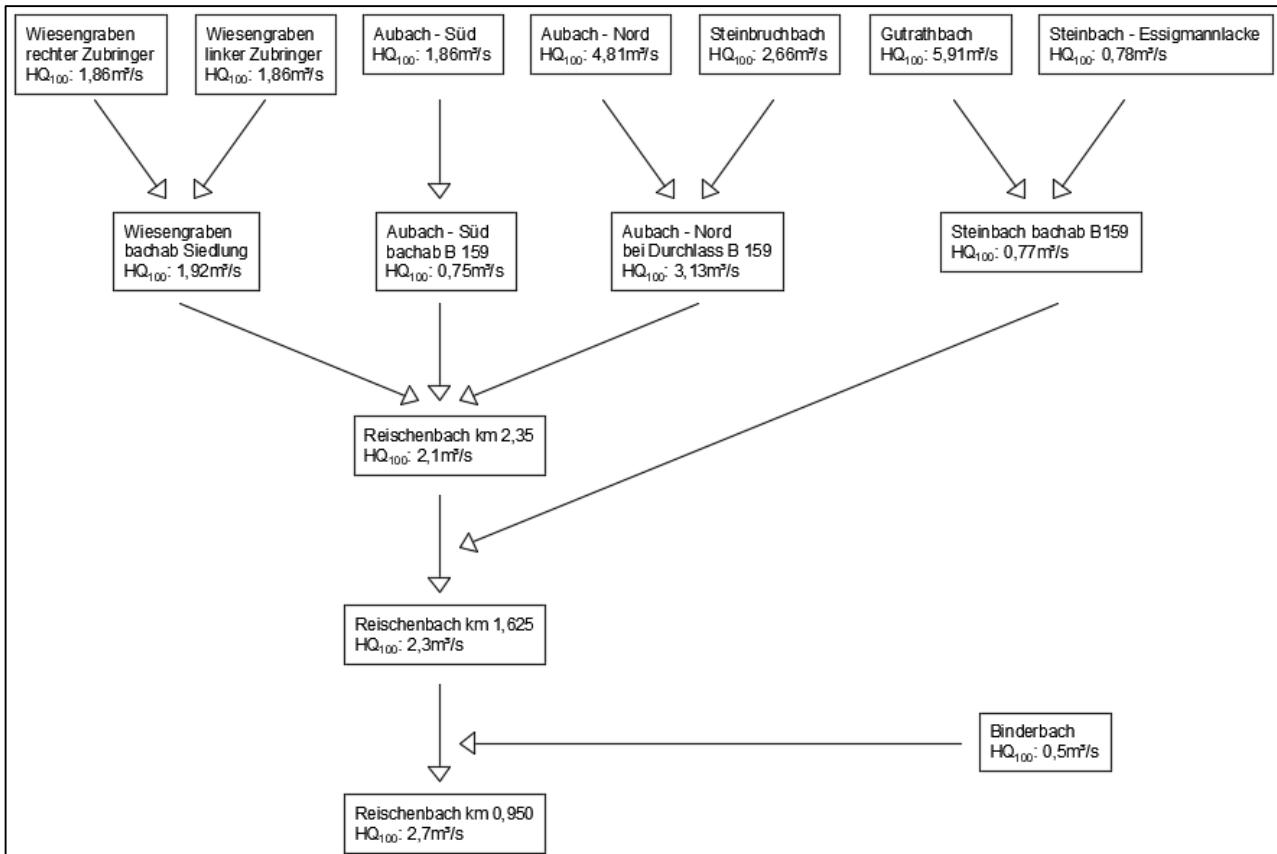 Wiesengraben
rechter Zubringer
HQ₁₀₀: 1,86m³/s
Wiesengraben
linker Zubringer
HQ₁₀₀: 1,86m³/s
Aubach - Süd
HQ₁₀₀: 1,86m³/s
Aubach - Nord
HQ₁₀₀: 4,81m³/s
Steinbruchbach
HQ₁₀₀: 2,66m³/s
Gutrathbach
HQ₁₀₀: 5,91m³/s
Steinbach - Essigmannlacke
HQ₁₀₀: 0,78m³/s
Wiesengraben
bachab Siedlung
HQ₁₀₀: 1,92m³/s
Aubach - Süd
bachab B 159
HQ₁₀₀: 0,75m³/s
Aubach - Nord
bei Durchlass B 159
HQ₁₀₀: 3,13m³/s
Steinbach bachab B159
HQ₁₀₀: 0,77m³/s
Reischenbach km 2,35
HQ₁₀₀: 2,1m³/s
Reischenbach km 1,625
HQ₁₀₀: 2,3m³/s
Binderbach
HQ₁₀₀: 0,5m³/s
Reischenbach km 0,950
HQ₁₀₀: 2,7m³/s